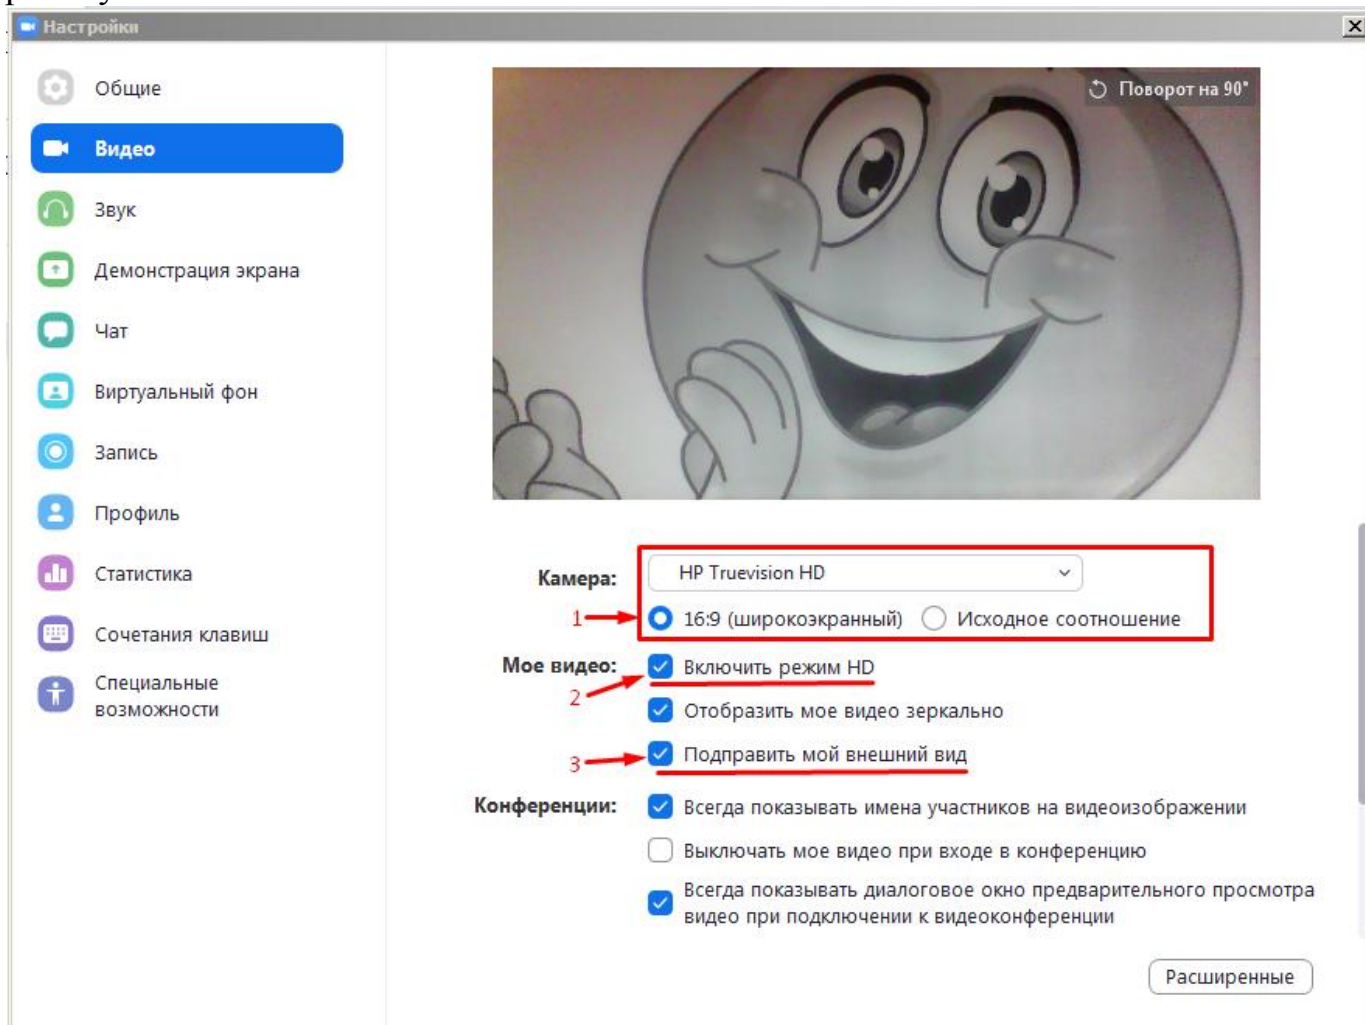 Настройки
Общие
Видео
Звук
Демонстрация экрана
Чат
Виртуальный фон
Запись
Профиль
Статистика
Сочетания клавиш
Специальные
возможности
Поворот на 90°
Камера: HP Truevision HD
1 16:9 (широкоэкранный) Исходное соотношение
Мое видео: Включить режим HD
2
Отобразить мое видео зеркально
3 Подправить мой внешний вид
Конференции: Всегда показывать имена участников на видеоизображении
Выключать мое видео при входе в конференцию
Всегда показывать диалоговое окно предварительного просмотра
видео при подключении к видеоконференции
Расширенные